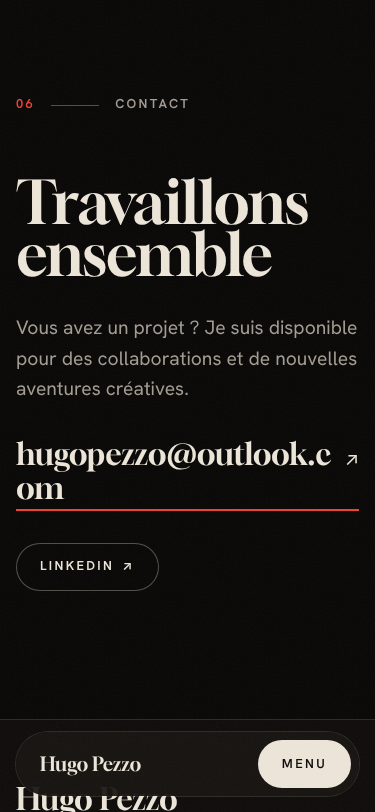 06 CONTACT
Travaillons
ensemble
Vous avez un projet ? Je suis disponible
pour des collaborations et de nouvelles
aventures créatives.
hugopezzo@outlook.c ↗
om
LINKEDIN ↗
Hugo Pezzo MENU
Hugo Pezzo